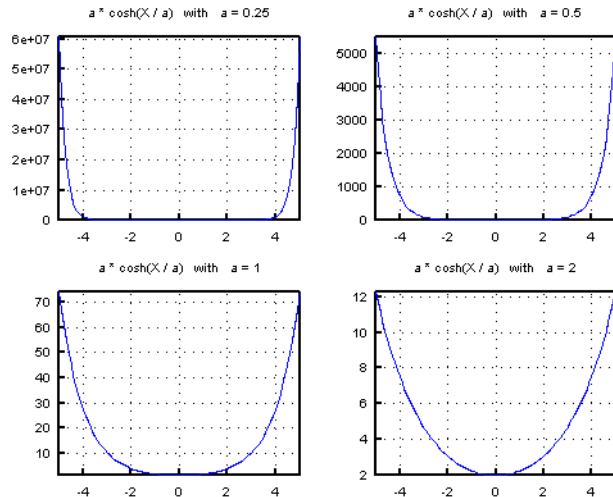 a * cosh(X / a) with a = 0.25
6e+07
5e+07
4e+07
3e+07
2e+07
1e+07
0
-4 -2 0 2 4
a * cosh(X / a) with a = 0.5
5000
4000
3000
2000
1000
0
-4 -2 0 2 4
a * cosh(X / a) with a = 1
70
60
50
40
30
20
10
-4 -2 0 2 4
a * cosh(X / a) with a = 2
12
10
8
6
4
2
-4 -2 0 2 4